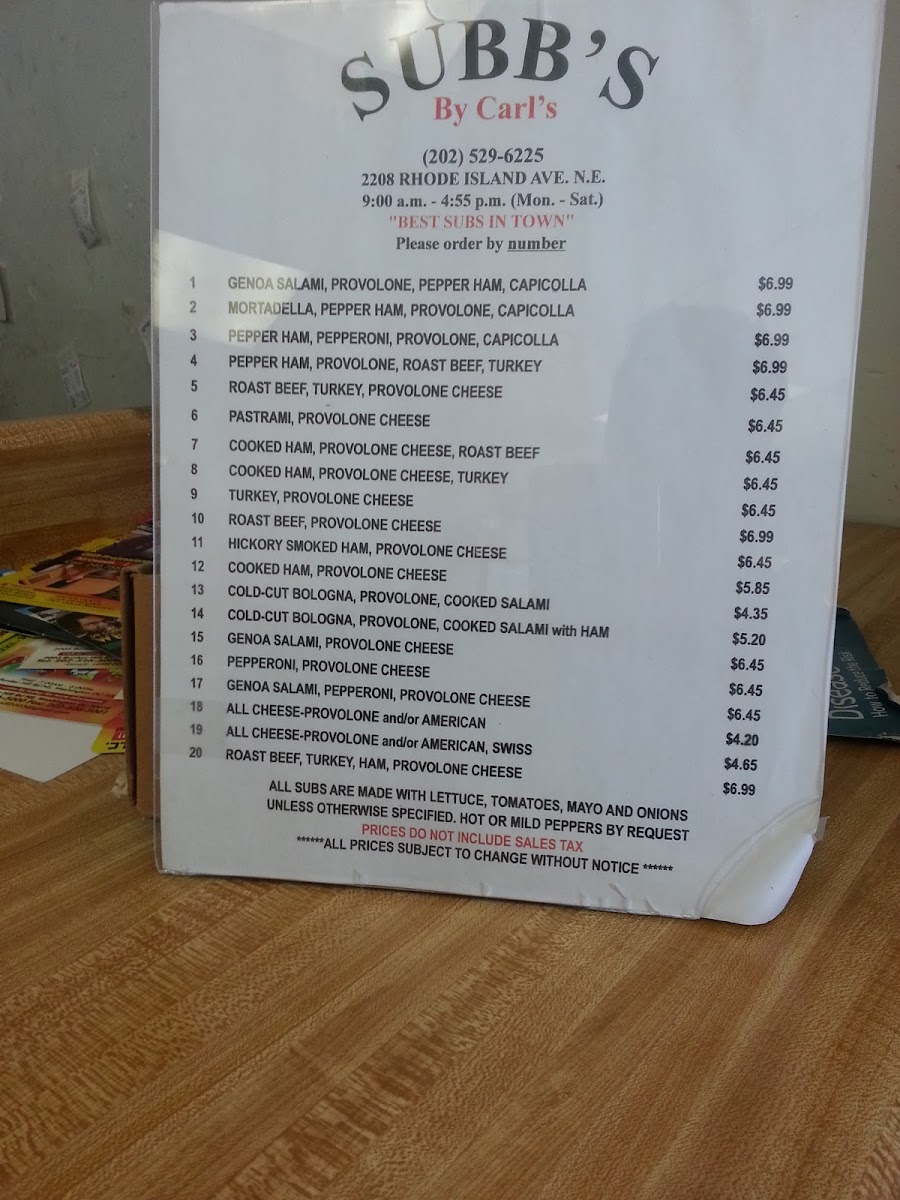 SUBB'S
By Carl's
(202) 529-6225
2208 RHODE ISLAND AVE. N.E.
9:00 a.m. - 4:55 p.m. (Mon. - Sat.)
"BEST SUBS IN TOWN"
Please order by number
1 GENOA SALAMI, PROVOLONE, PEPPER HAM, CAPICOLLA $6.99
2 MORTADELLA, PEPPER HAM, PROVOLONE, CAPICOLLA $6.99
3 PEPPER HAM, PEPPERONI, PROVOLONE, CAPICOLLA $6.99
4 PEPPER HAM, PROVOLONE, ROAST BEEF, TURKEY $6.99
5 ROAST BEEF, TURKEY, PROVOLONE CHEESE $6.45
6 PASTRAMI, PROVOLONE CHEESE $6.45
7 COOKED HAM, PROVOLONE CHEESE, ROAST BEEF $6.45
8 COOKED HAM, PROVOLONE CHEESE, TURKEY $6.45
9 TURKEY, PROVOLONE CHEESE $6.45
10 ROAST BEEF, PROVOLONE CHEESE $6.99
11 HICKORY SMOKED HAM, PROVOLONE CHEESE $6.45
12 COOKED HAM, PROVOLONE CHEESE $5.85
13 COLD-CUT BOLOGNA, PROVOLONE, COOKED SALAMI $4.35
14 COLD-CUT BOLOGNA, PROVOLONE, COOKED SALAMI with HAM $5.20
15 GENOA SALAMI, PROVOLONE CHEESE $6.45
16 PEPPERONI, PROVOLONE CHEESE $6.45
17 GENOA SALAMI, PEPPERONI, PROVOLONE CHEESE $6.45
18 ALL CHEESE-PROVOLONE and/or AMERICAN $4.20
19 ALL CHEESE-PROVOLONE and/or AMERICAN, SWISS $4.65
20 ROAST BEEF, TURKEY, HAM, PROVOLONE CHEESE $6.99
ALL SUBS ARE MADE WITH LETTUCE, TOMATOES, MAYO AND ONIONS
UNLESS OTHERWISE SPECIFIED. HOT OR MILD PEPPERS BY REQUEST
PRICES DO NOT INCLUDE SALES TAX
******ALL PRICES SUBJECT TO CHANGE WITHOUT NOTICE ******
Disease
How to Reduce the Risk